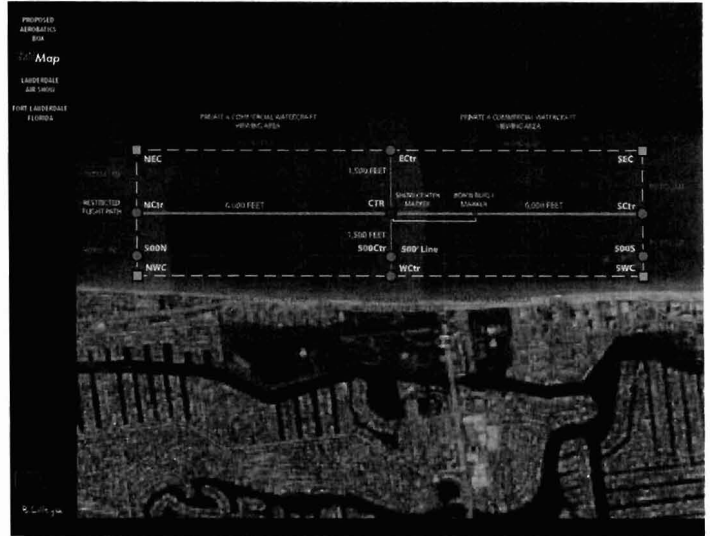 PROPOSED
AEROBATICS
BOX
Map
LAUDERDALE
AIR SHOW
FORT LAUDERDALE
FLORIDA
PRIVATE & COMMERCIAL WATERCRAFT
VIEWING AREA
PRIVATE & COMMERCIAL WATERCRAFT
VIEWING AREA
NEC
ECtr
SEC
1,500 FEET
RESTRICTED
FLIGHT PATH
NCtr
6,000 FEET
CTR
SHOW CENTER
MARKER
MARKER
6,000 FEET
SCtr
1,500 FEET
500N
500Ctr
500' Line
500S
NWC
WCtr
SWC